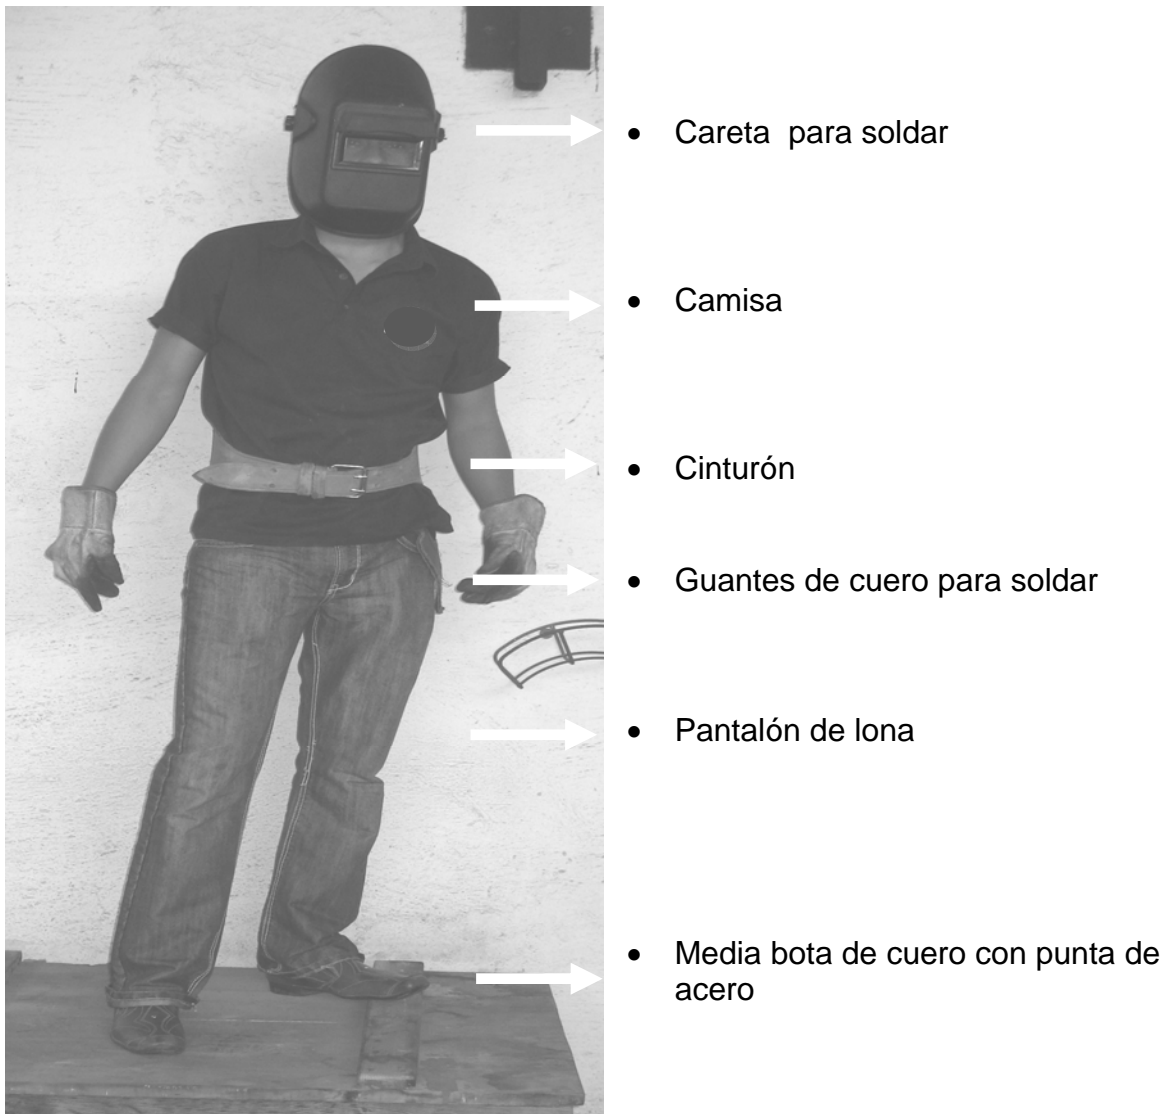 • Careta para soldar
• Camisa
• Cinturón
• Guantes de cuero para soldar
• Pantalón de lona
• Media bota de cuero con punta de
acero